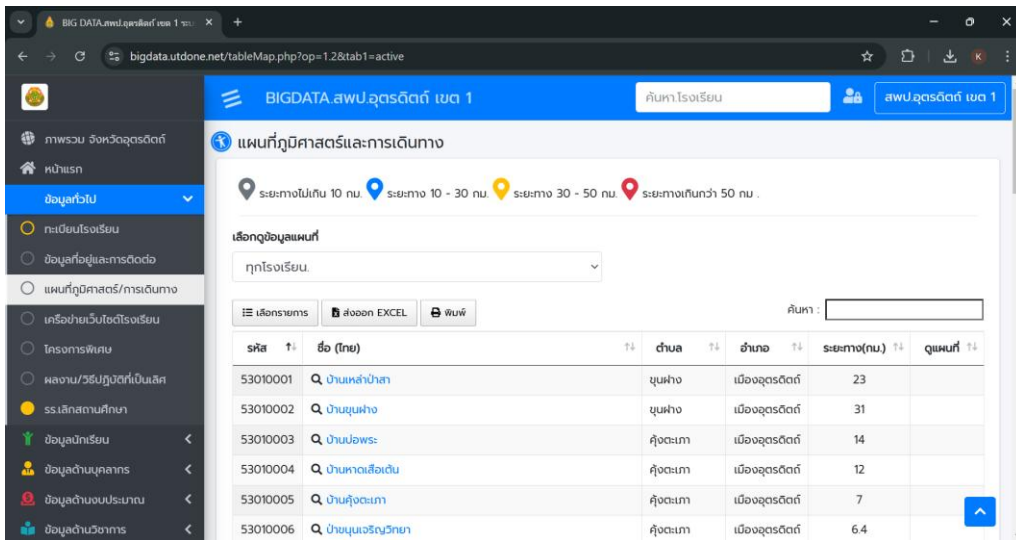 BIG DATA.สพป.อุตรดิตถ์ เขต 1 ระบ
bigdata.utdone.net/tableMap.php?op=1.2&tab1=active
K
BIGDATA.สพป.อุตรดิตถ์ เขต 1
ค้นหา.โรงเรียน
สพป.อุตรดิตถ์ เขต 1
ภาพรวม จังหวัดอุตรดิตถ์
หน้าแรก
ข้อมูลทั่วไป
ทะเบียนโรงเรียน
ข้อมูลที่อยู่และการติดต่อ
แผนที่ภูมิศาสตร์/การเดินทาง
เครือข่ายเว็บไซต์โรงเรียน
โครงการพิเศษ
ผลงาน/วิธีปฏิบัติที่เป็นเลิศ
รร.เลิกสถานศึกษา
ข้อมูลนักเรียน
ข้อมูลด้านบุคลากร
ข้อมูลด้านงบประมาณ
ข้อมูลด้านวิชาการ
แผนที่ภูมิศาสตร์และการเดินทาง
ระยะทางไม่เกิน 10 กม. ระยะทาง 10 - 30 กม. ระยะทาง 30 - 50 กม. ระยะทางเกินกว่า 50 กม .
เลือกดูข้อมูลแผนที่
ทุกโรงเรียน.
เลือกรายการ ส่งออก EXCEL พิมพ์ ค้นหา :
รหัส ชื่อ (ไทย) ตำบล อำเภอ ระยะทาง(กม.) ดูแผนที่
53010001 บ้านเหล่าป่าสา ขุนฝาง เมืองอุตรดิตถ์ 23
53010002 บ้านขุนฝาง ขุนฝาง เมืองอุตรดิตถ์ 31
53010003 บ้านบ่อพระ คุ้งตะเภา เมืองอุตรดิตถ์ 14
53010004 บ้านหาดเสือเต้น คุ้งตะเภา เมืองอุตรดิตถ์ 12
53010005 บ้านคุ้งตะเภา คุ้งตะเภา เมืองอุตรดิตถ์ 7
53010006 ป่าขนุนเจริญวิทยา คุ้งตะเภา เมืองอุตรดิตถ์ 6.4